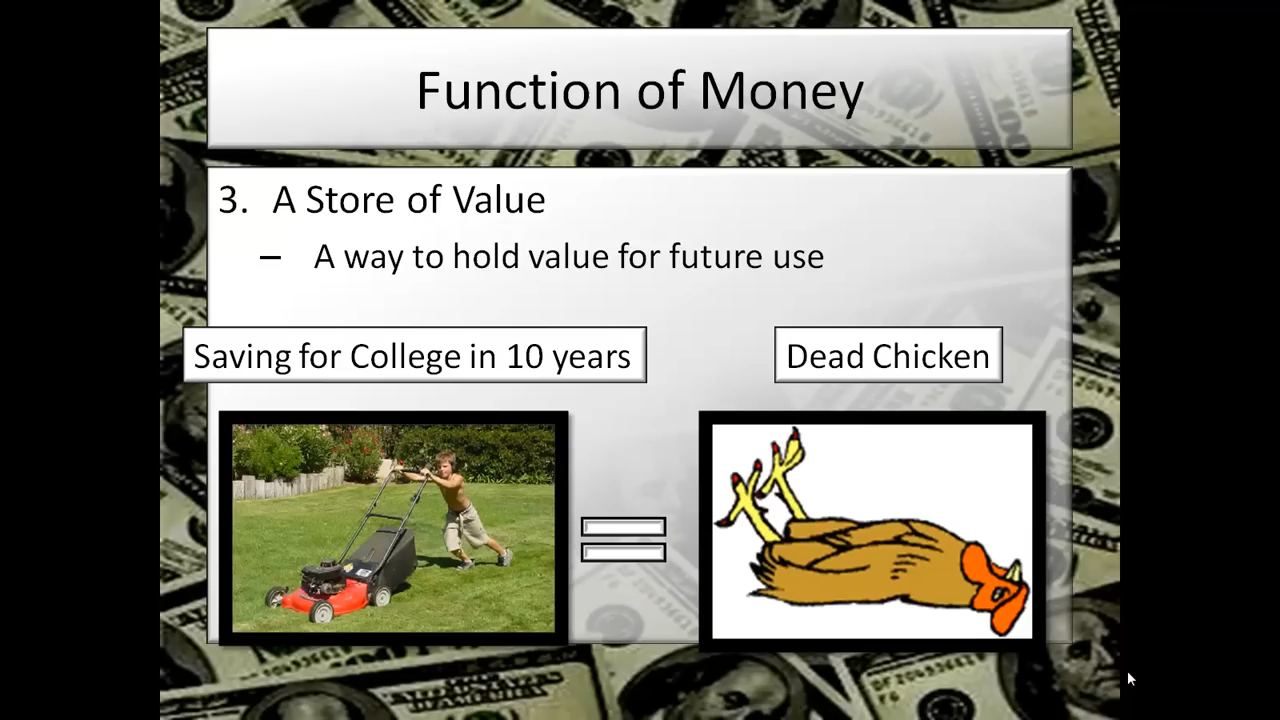 Function of Money
3. A Store of Value
– A way to hold value for future use
Saving for College in 10 years
Dead Chicken